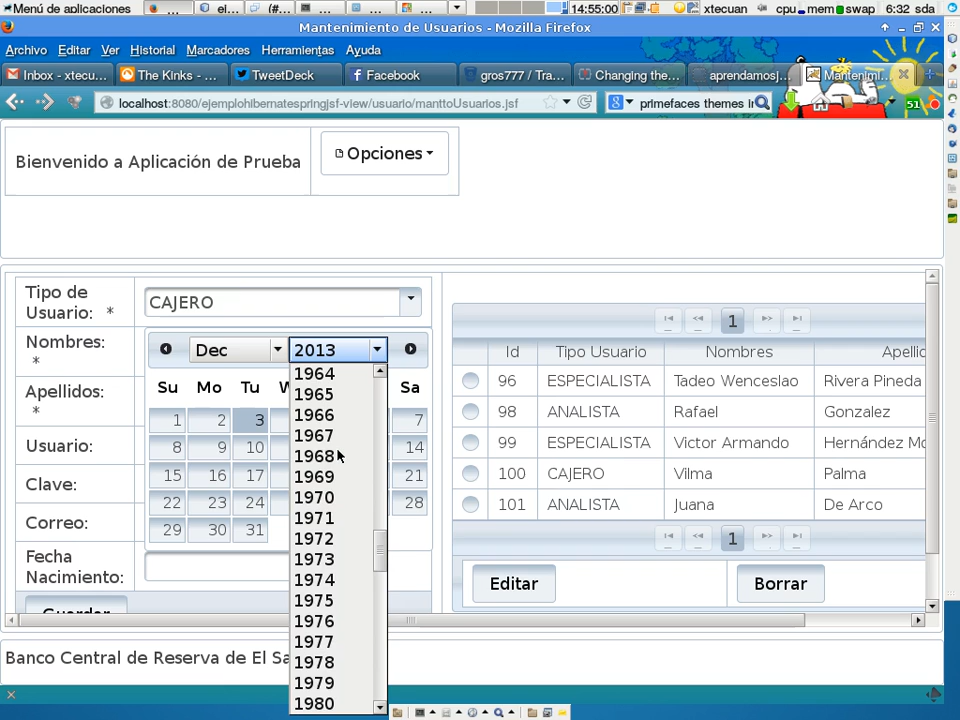 Menú de aplicaciones ... el... (#... ... ... ... 14:55:00 xtecuan cpu mem swap 6:32 sda
Mantenimiento de Usuarios - Mozilla Firefox
Archivo Editar Ver Historial Marcadores Herramientas Ayuda
Inbox - xtecu... The Kinks - ... TweetDeck Facebook gros777 / Tra... Changing the... aprendamosj... Mantenimi...
localhost:8080/ejemplohibernatespringjsf-view/usuario/manttoUsuarios.jsf primefaces themes 51
Bienvenido a Aplicación de Prueba Opciones
Tipo de Usuario: * CAJERO
Nombres: *
Dec 2013
Su Mo Tu Sa
1 2 3 7
8 9 10 14
15 16 17 21
22 23 24 28
29 30 31
1964
1965
1966
1967
1968
1969
1970
1971
1972
1973
1974
1975
1976
1977
1978
1979
1980
Apellidos: *
Usuario:
Clave:
Correo:
Fecha Nacimiento:
Guardar
1
Id Tipo Usuario Nombres Apellid
96 ESPECIALISTA Tadeo Wenceslao Rivera Pineda
98 ANALISTA Rafael Gonzalez
99 ESPECIALISTA Victor Armando Hernández Mo
100 CAJERO Vilma Palma
101 ANALISTA Juana De Arco
1
Editar Borrar
Banco Central de Reserva de El Sa